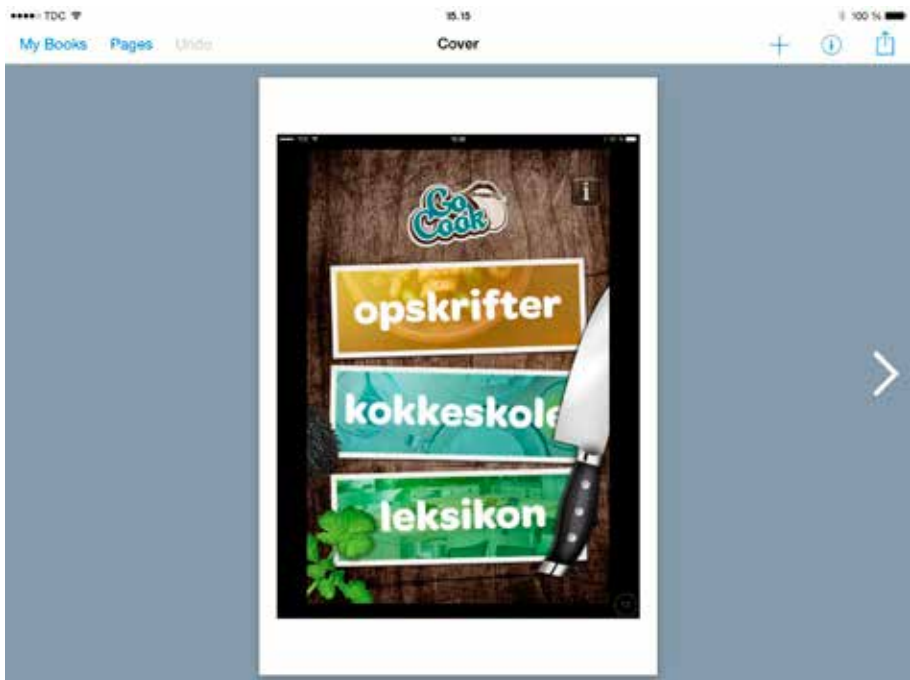 TDC 15.15 100 %
My Books Pages Undo Cover
Go
Cook
i
opskrifter
kokkeskole
leksikon